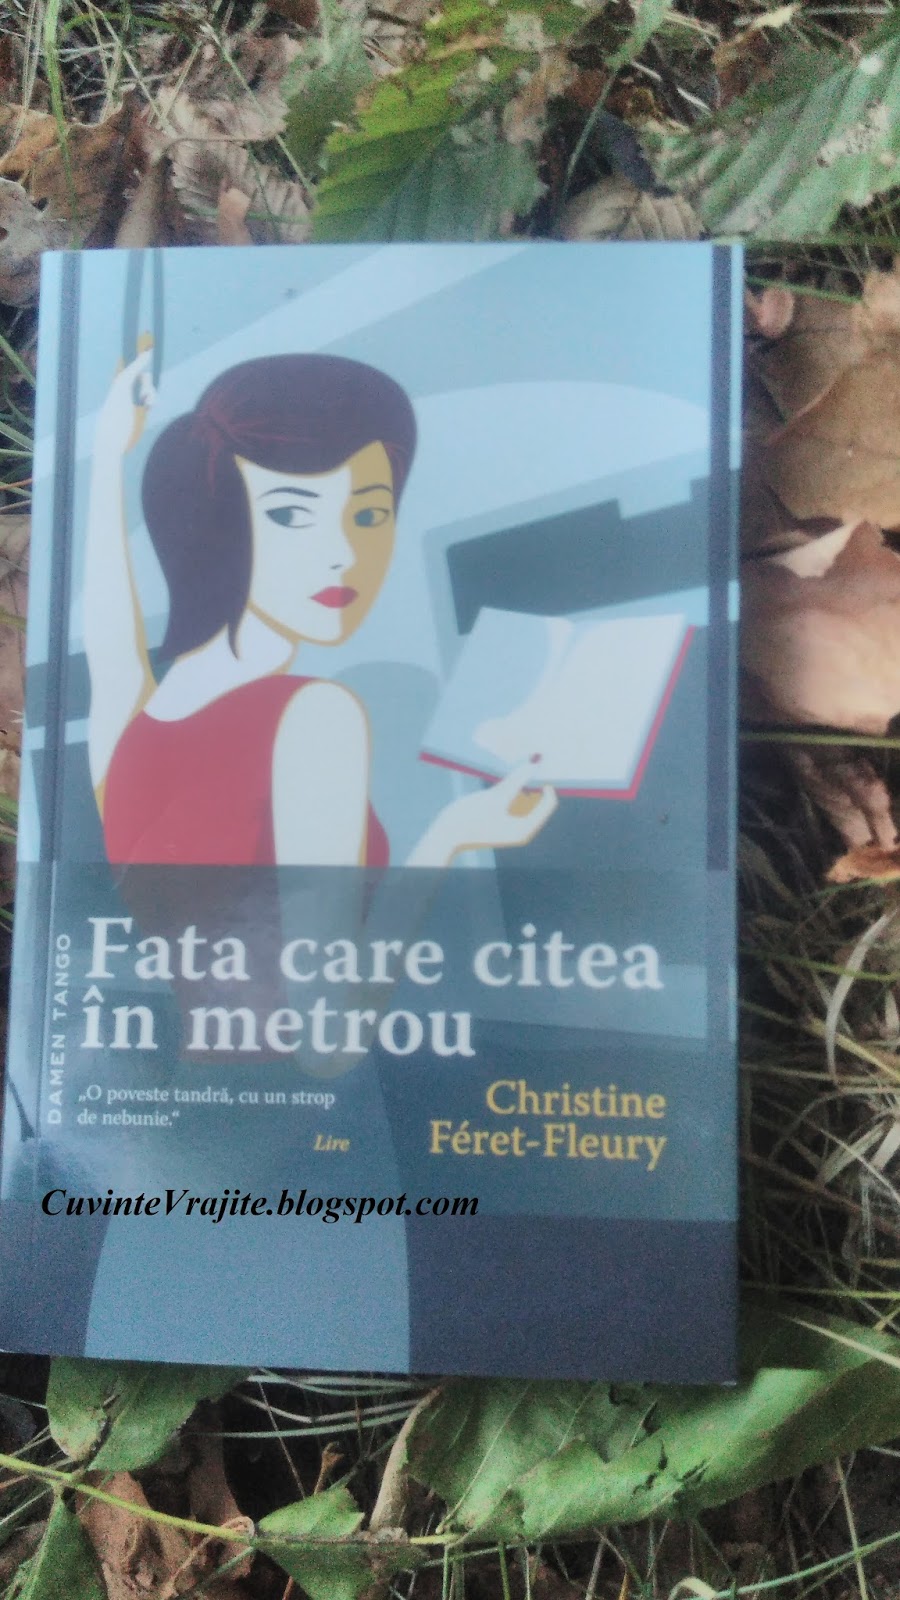 Fata care citea
în metrou
DAMEN TANGO
„O poveste tandră, cu un strop
de nebunie.“
Lire
Christine
Féret-Fleury
CuvinteVrajite.blogspot.com